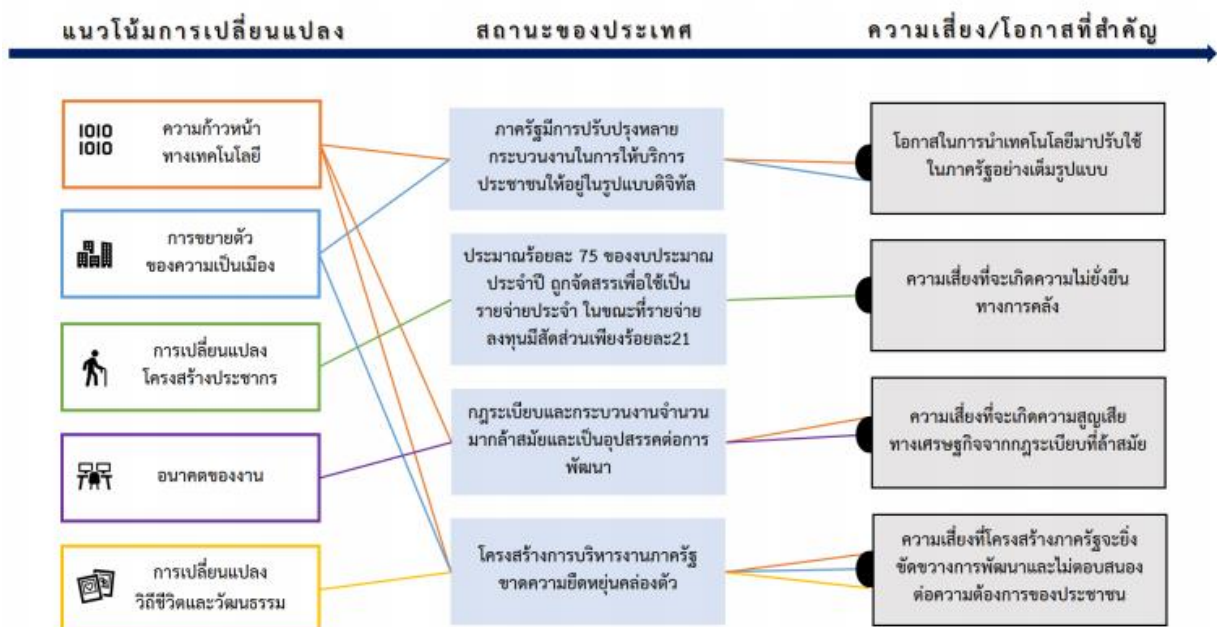 แนวโน้มการเปลี่ยนแปลง
สถานะของประเทศ
ความเสี่ยง/โอกาสที่สำคัญ
1010
1010
ความก้าวหน้า
ทางเทคโนโลยี
การขยายตัว
ของความเป็นเมือง
การเปลี่ยนแปลง
โครงสร้างประชากร
อนาคตของงาน
การเปลี่ยนแปลง
วิถีชีวิตและวัฒนธรรม
ภาครัฐมีการปรับปรุงหลาย
กระบวนงานในการให้บริการ
ประชาชนให้อยู่ในรูปแบบดิจิทัล
ประมาณร้อยละ 75 ของงบประมาณ
ประจำปี ถูกจัดสรรเพื่อใช้เป็น
รายจ่ายประจำ ในขณะที่รายจ่าย
ลงทุนมีสัดส่วนเพียงร้อยละ21
กฎระเบียบและกระบวนงานจำนวน
มากล้าสมัยและเป็นอุปสรรคต่อการ
พัฒนา
โครงสร้างการบริหารงานภาครัฐ
ขาดความยืดหยุ่นคล่องตัว
โอกาสในการนำเทคโนโลยีมาปรับใช้
ในภาครัฐอย่างเต็มรูปแบบ
ความเสี่ยงที่จะเกิดความไม่ยั่งยืน
ทางการคลัง
ความเสี่ยงที่จะเกิดความสูญเสีย
ทางเศรษฐกิจจากกฎระเบียบที่ล้าสมัย
ความเสี่ยงที่โครงสร้างภาครัฐจะยิ่ง
ขัดขวางการพัฒนาและไม่ตอบสนอง
ต่อความต้องการของประชาชน